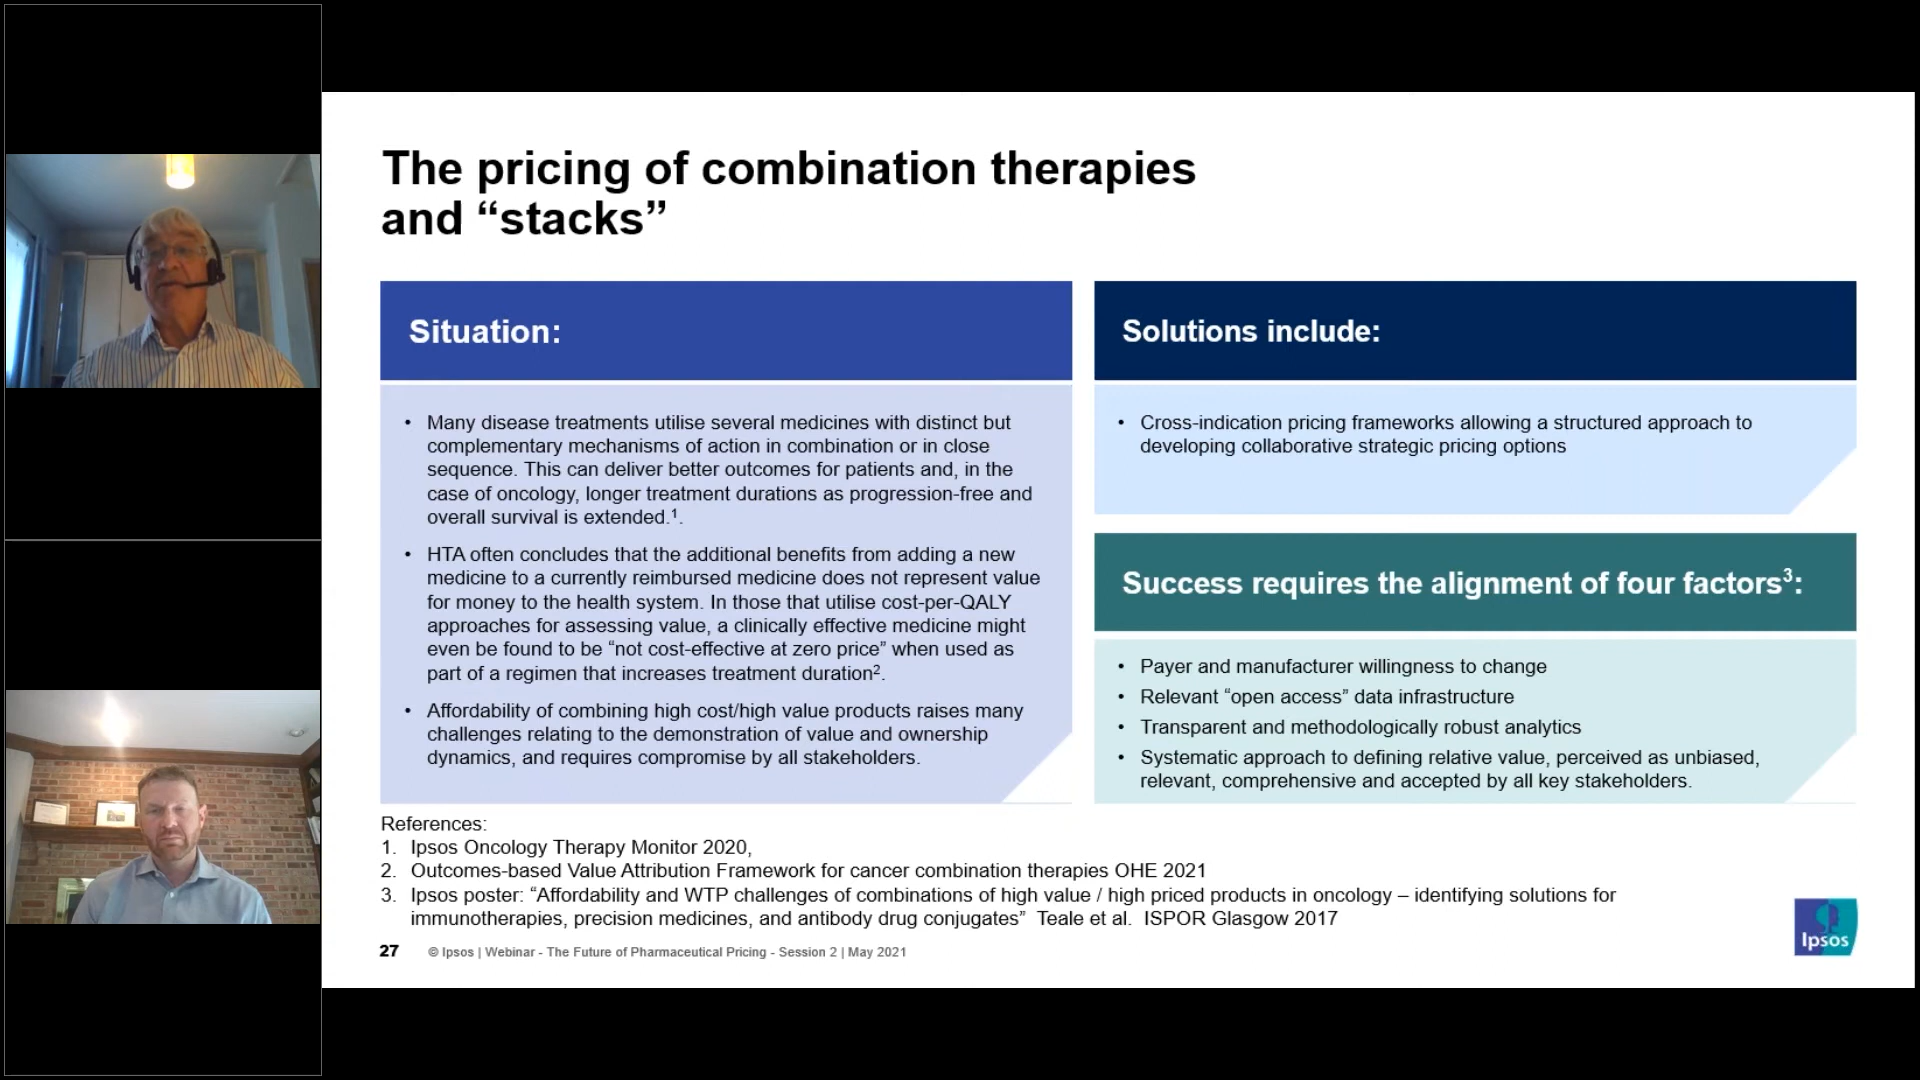 The pricing of combination therapies
and “stacks”
Situation:
• Many disease treatments utilise several medicines with distinct but
complementary mechanisms of action in combination or in close
sequence. This can deliver better outcomes for patients and, in the
case of oncology, longer treatment durations as progression-free and
overall survival is extended.¹.
• HTA often concludes that the additional benefits from adding a new
medicine to a currently reimbursed medicine does not represent value
for money to the health system. In those that utilise cost-per-QALY
approaches for assessing value, a clinically effective medicine might
even be found to be “not cost-effective at zero price” when used as
part of a regimen that increases treatment duration².
• Affordability of combining high cost/high value products raises many
challenges relating to the demonstration of value and ownership
dynamics, and requires compromise by all stakeholders.
Solutions include:
• Cross-indication pricing frameworks allowing a structured approach to
developing collaborative strategic pricing options
Success requires the alignment of four factors³:
• Payer and manufacturer willingness to change
• Relevant “open access” data infrastructure
• Transparent and methodologically robust analytics
• Systematic approach to defining relative value, perceived as unbiased,
relevant, comprehensive and accepted by all key stakeholders.
References:
1. Ipsos Oncology Therapy Monitor 2020,
2. Outcomes-based Value Attribution Framework for cancer combination therapies OHE 2021
3. Ipsos poster: “Affordability and WTP challenges of combinations of high value / high priced products in oncology – identifying solutions for
immunotherapies, precision medicines, and antibody drug conjugates” Teale et al. ISPOR Glasgow 2017
27 © Ipsos | Webinar - The Future of Pharmaceutical Pricing - Session 2 | May 2021
Ipsos